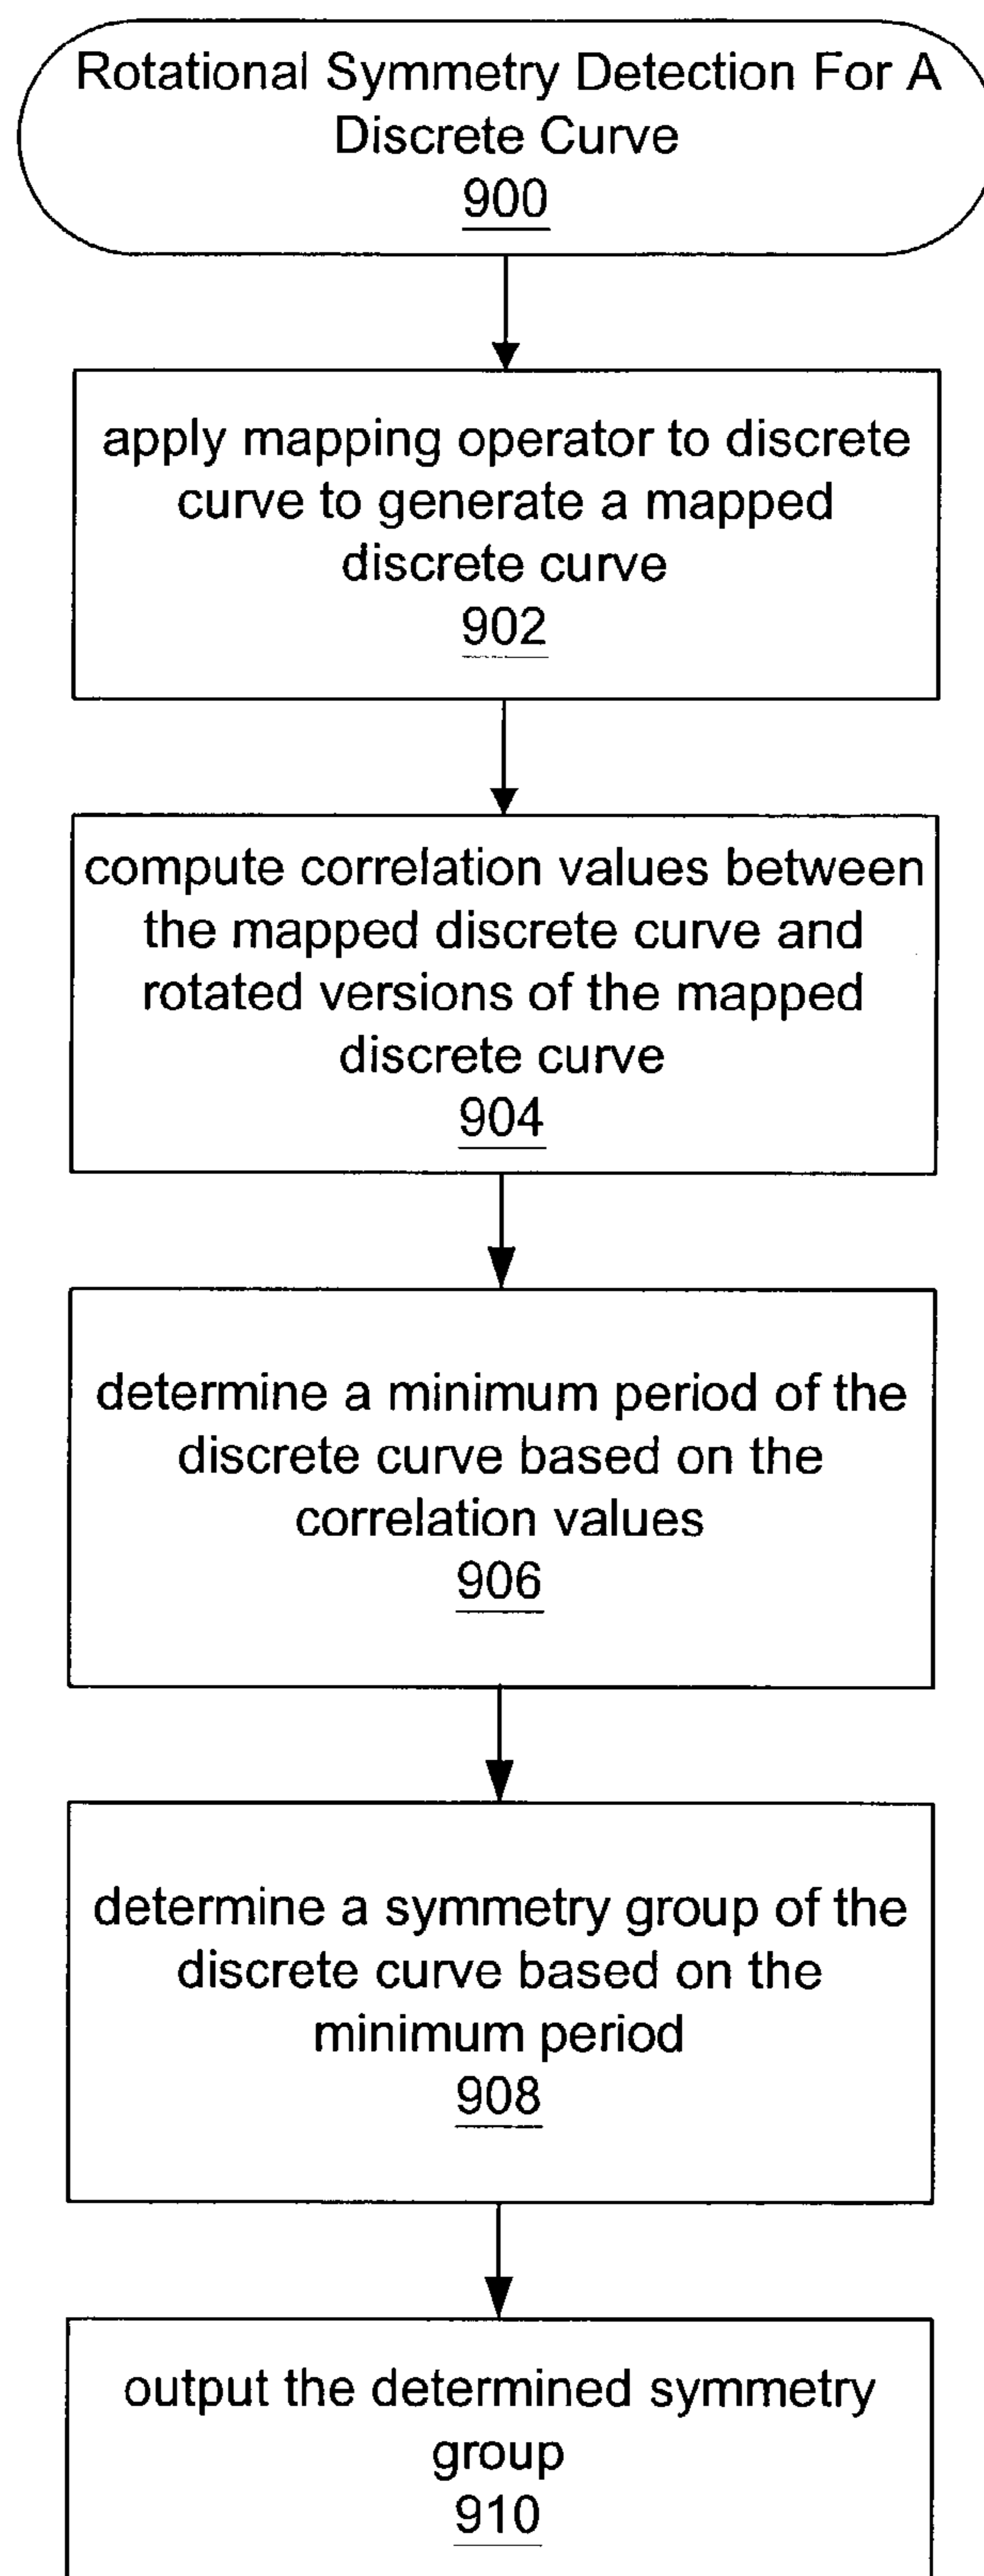 Rotational Symmetry Detection For A
Discrete Curve
900
apply mapping operator to discrete
curve to generate a mapped
discrete curve
902
compute correlation values between
the mapped discrete curve and
rotated versions of the mapped
discrete curve
904
determine a minimum period of the
discrete curve based on the
correlation values
906
determine a symmetry group of the
discrete curve based on the
minimum period
908
output the determined symmetry
group
910